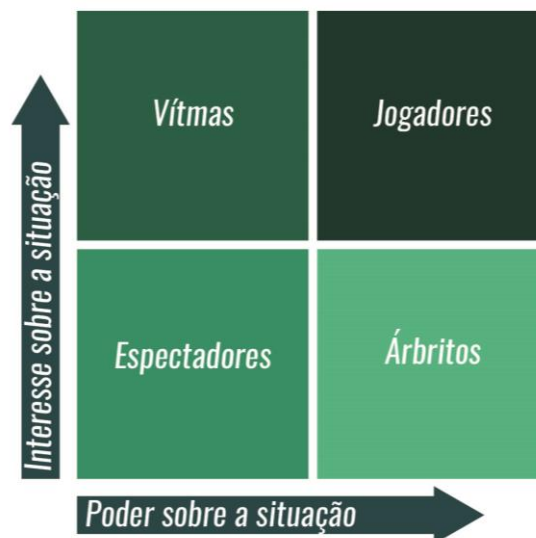 Vítmas
Jogadores
Interesse sobre a situação
Espectadores
Árbritos
Poder sobre a situação